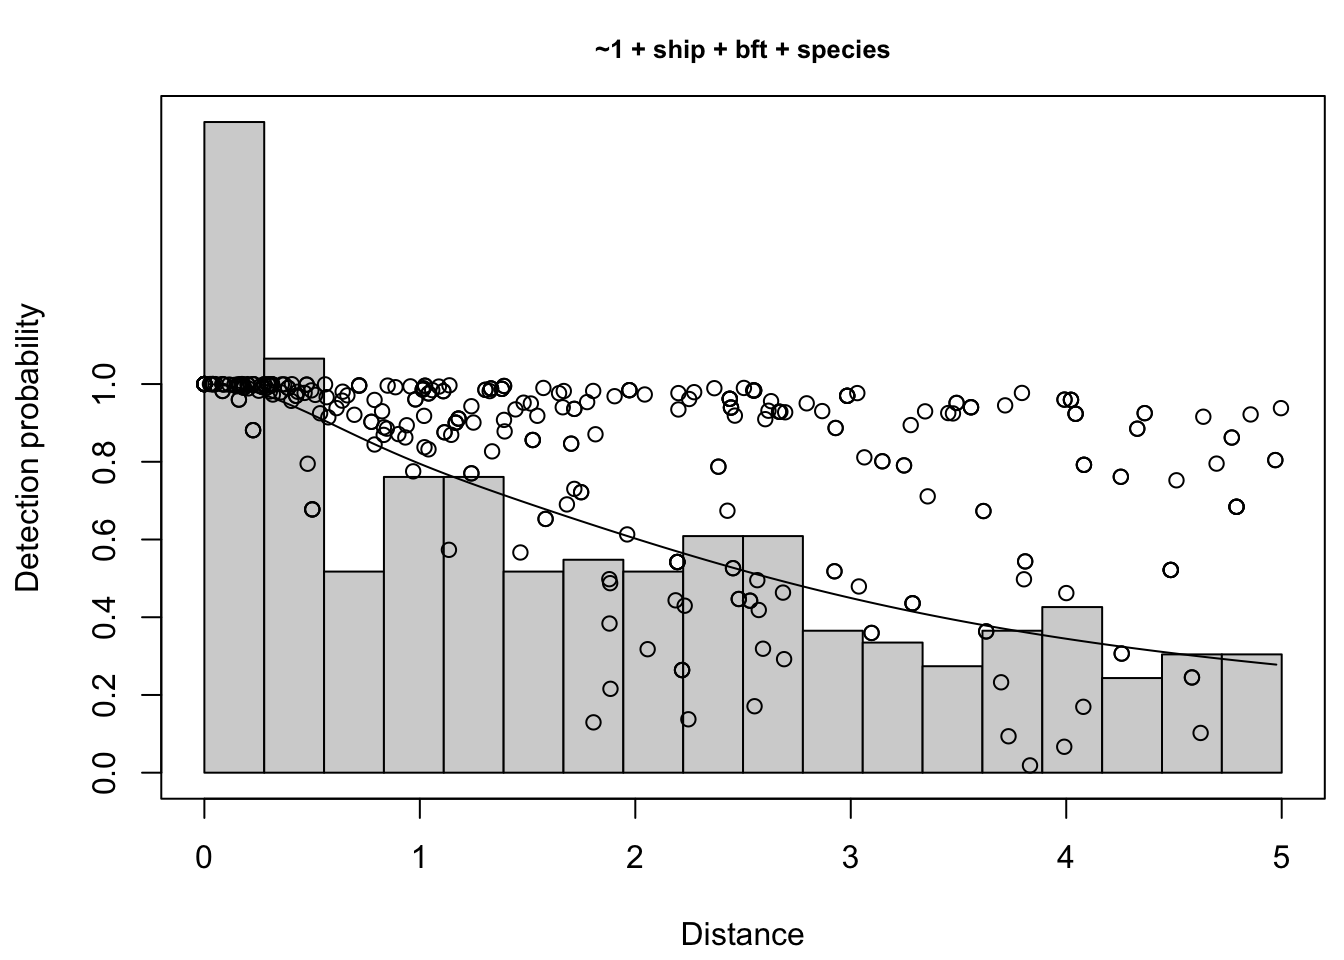 ~1 + ship + bft + species
Detection probability
1.0
0.8
0.6
0.4
0.2
0.0
0 1 2 3 4 5
Distance